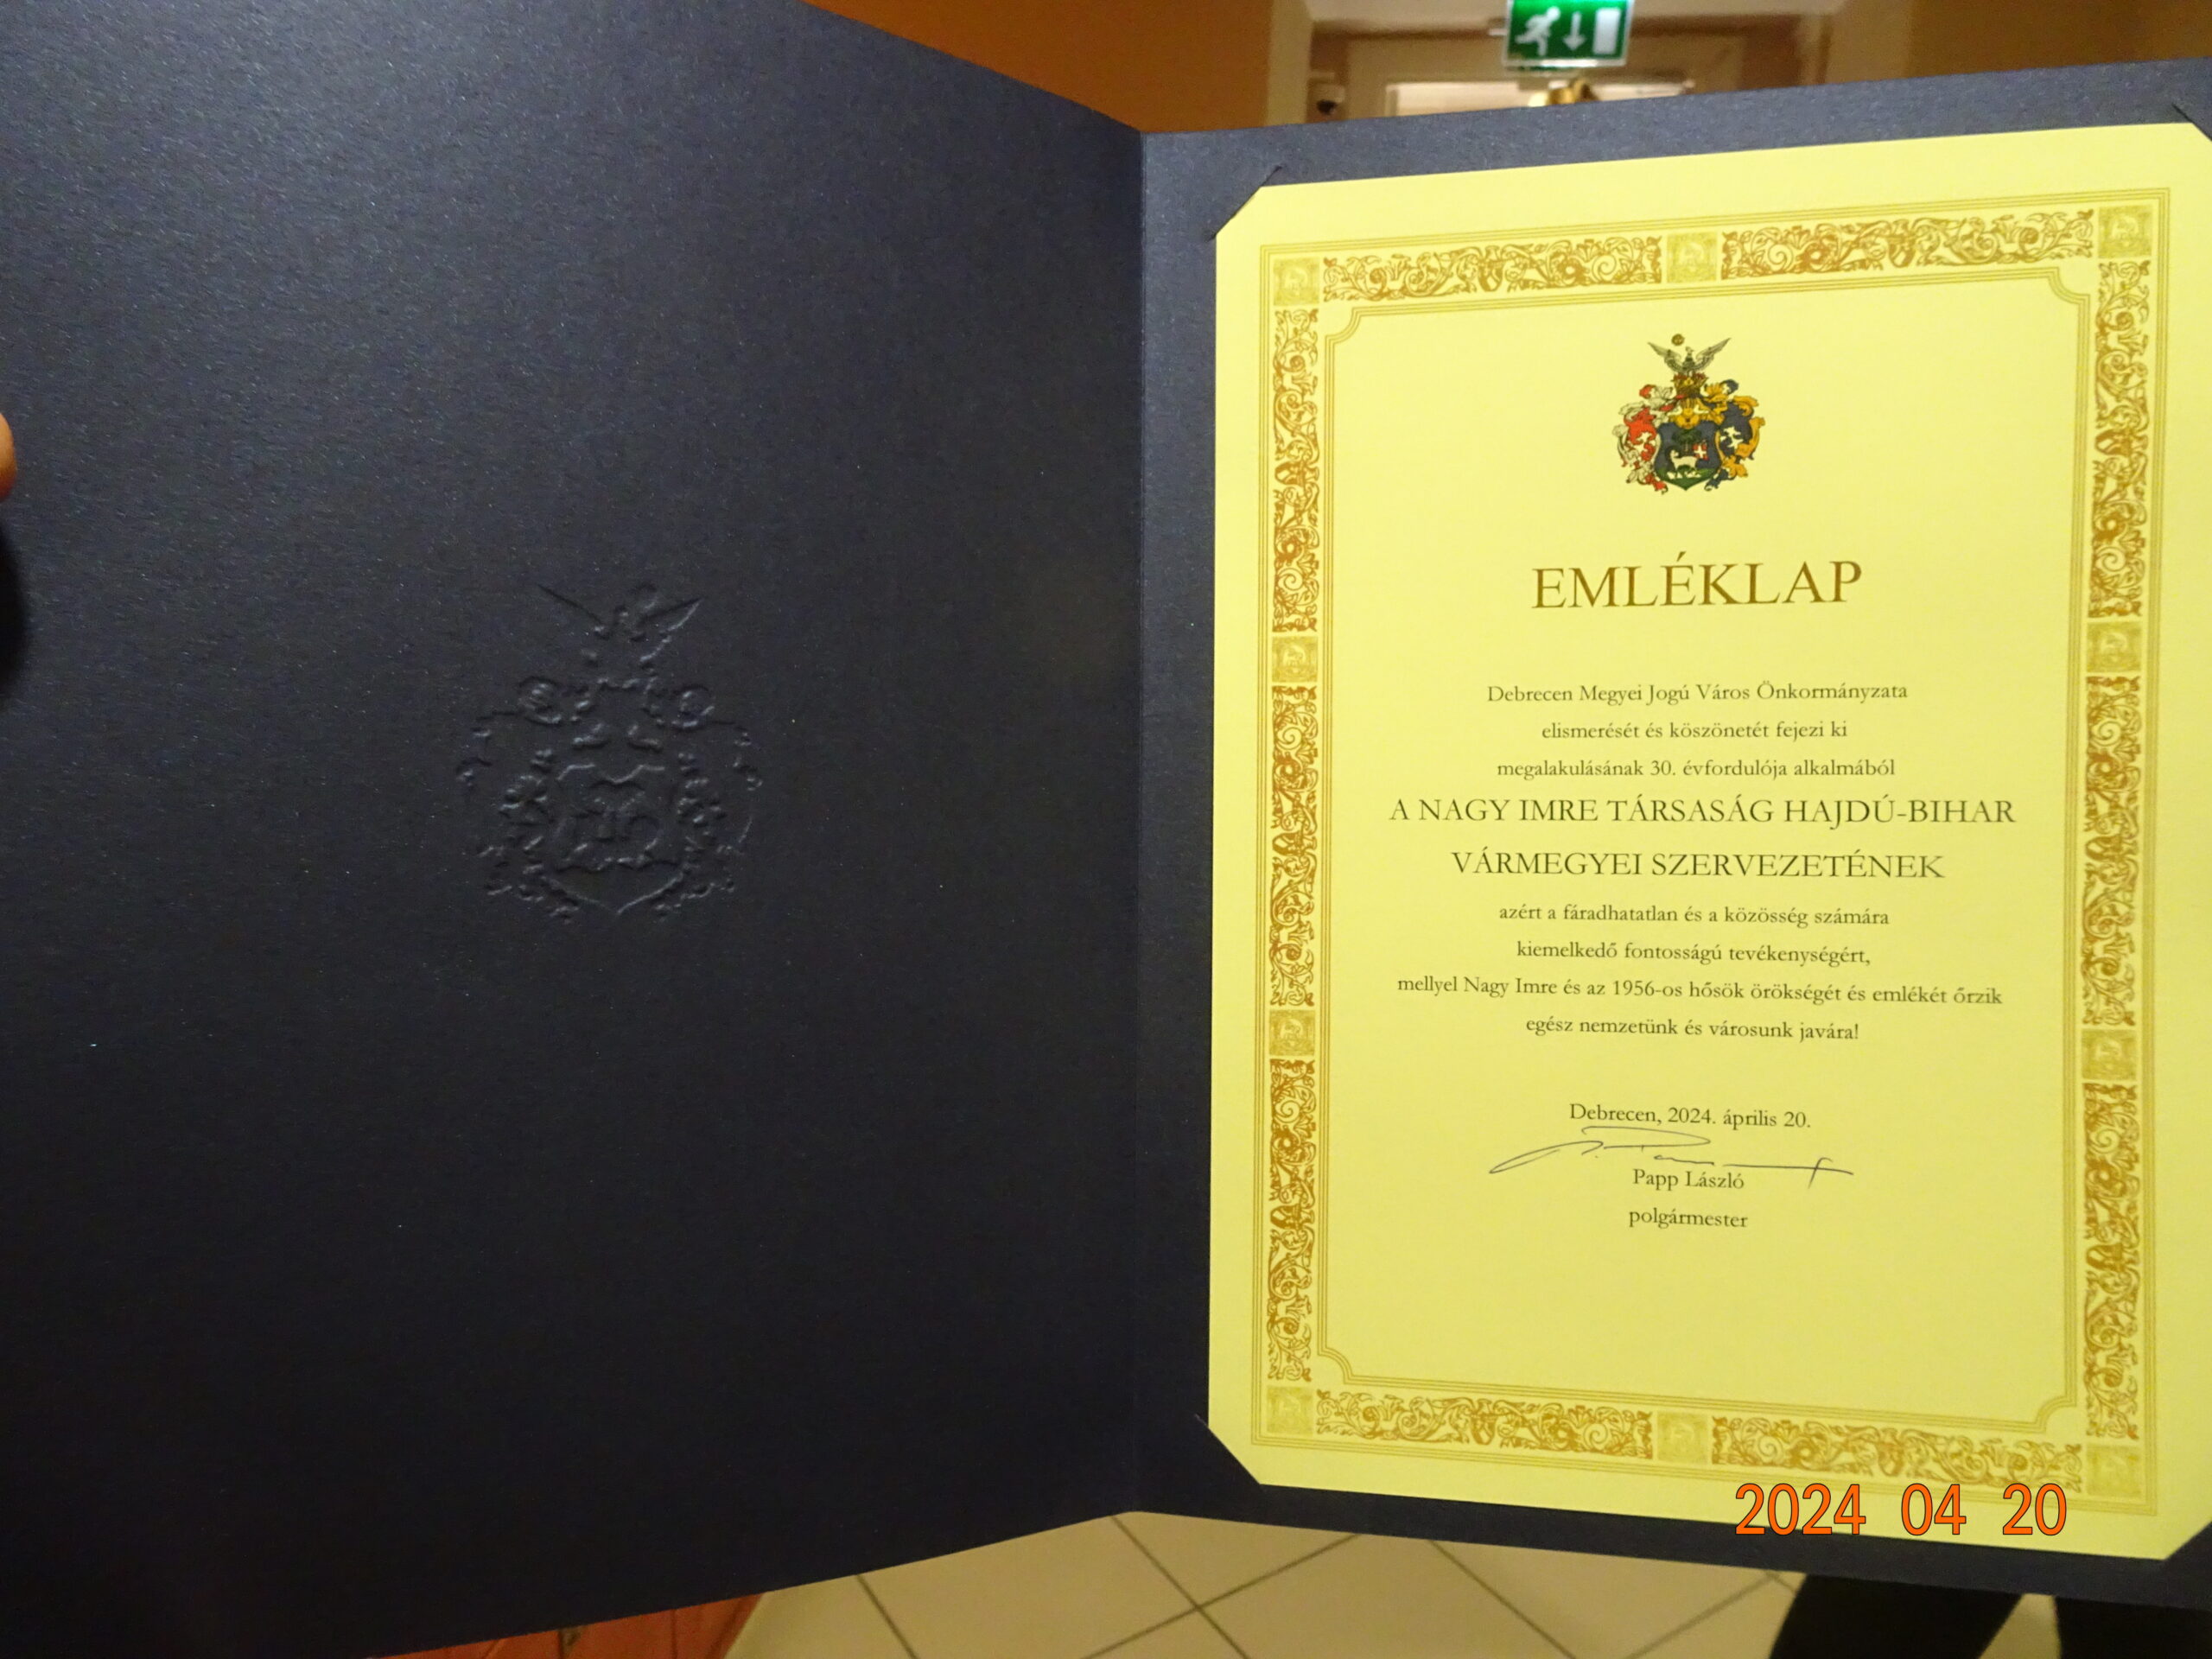 EMLÉKLAP
Debrecen Megyei Jogú Város Önkormányzata
elismerését és köszönetét fejezi ki
megalakulásának 30. évfordulója alkalmából
A NAGY IMRE TÁRSASÁG HAJDÚ-BIHAR
VÁRMEGYEI SZERVEZETÉNEK
azért a fáradhatatlan és a közösség számára
kiemelkedő fontosságú tevékenységért,
mellyel Nagy Imre és az 1956-os hősök örökségét és emlékét őrzik
egész nemzetünk és városunk javára!
Debrecen, 2024. április 20.
Papp László
polgármester
2024 04 20